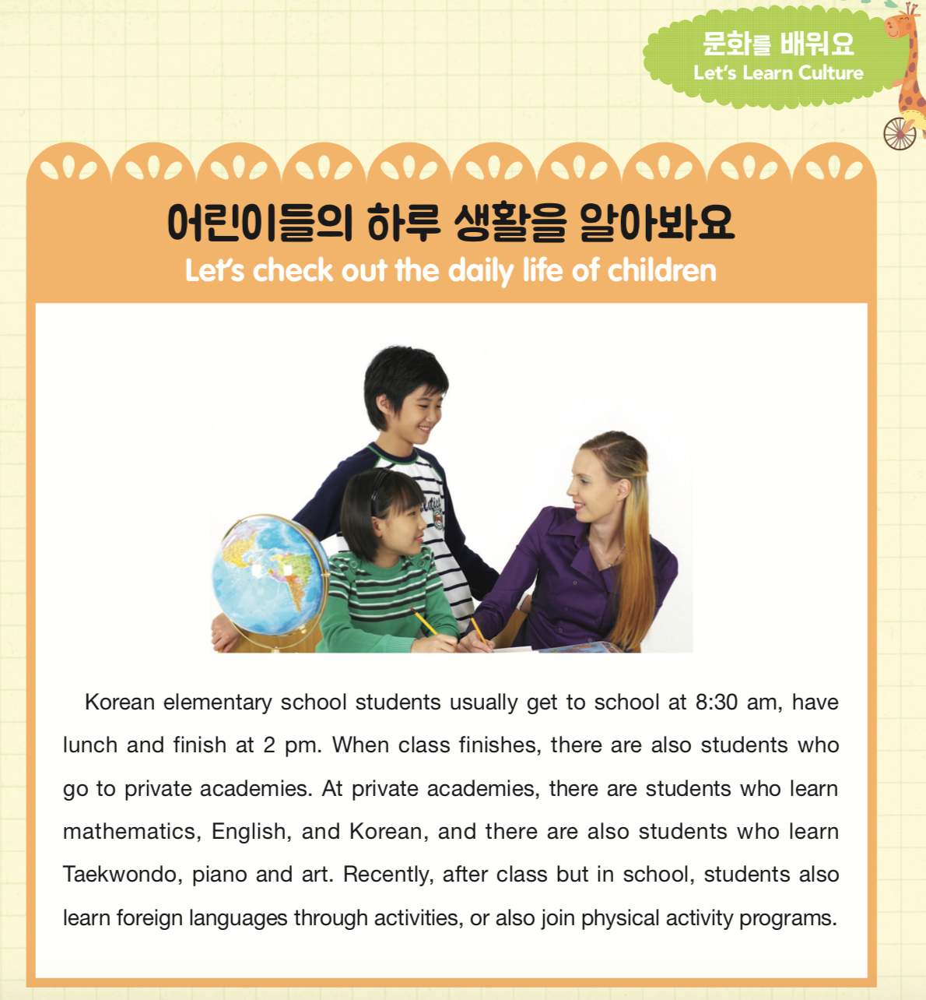 문화를 배워요
Let's Learn Culture
어린이들의 하루 생활을 알아봐요
Let's check out the daily life of children
Korean elementary school students usually get to school at 8:30 am, have
lunch and finish at 2 pm. When class finishes, there are also students who
go to private academies. At private academies, there are students who learn
mathematics, English, and Korean, and there are also students who learn
Taekwondo, piano and art. Recently, after class but in school, students also
learn foreign languages through activities, or also join physical activity programs.